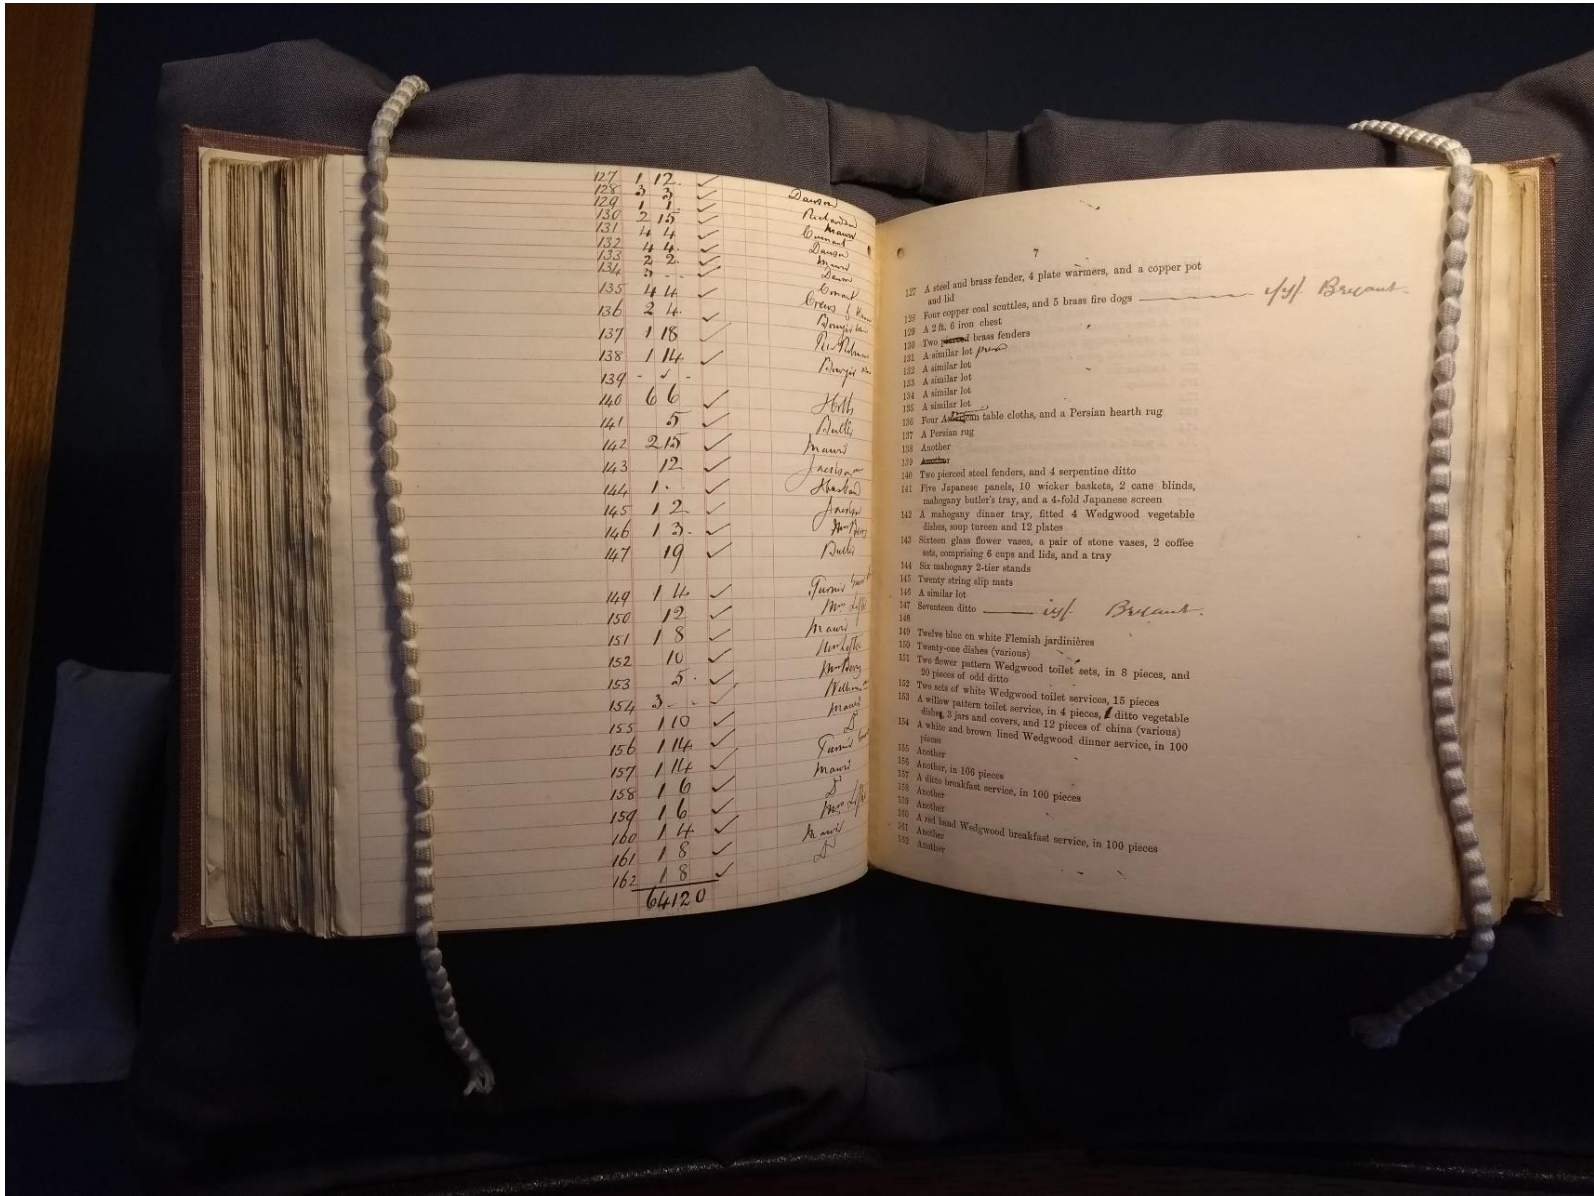 127 1 12. ✓
128 3 3 ✓ Dawson
129 1 1. ✓
130 2 15 ✓ Mawd
131 4 4 ✓
132 4 4. ✓ Dawson
133 2 2. ✓
134 3 - - ✓
135 4 4 ✓
136 2 4. ✓
137 1 18 ✓
138 1 14 ✓
139 - ✓ -
140 6 6 ✓
141 5 ✓ Butler
142 2 15 ✓
143 12 ✓ Jackson
144 1 . ✓
145 1 2 ✓
146 1 3. ✓
147 19 ✓ Butler
149 1 4. ✓
150 12 ✓
151 1 8 ✓
152 10 ✓
153 5. ✓
154 3 - - ✓
155 1 10 ✓
156 1 14 ✓
157 1 14 ✓
158 1 6 ✓
159 1 6 ✓
160 1 4 ✓
161 1 8 ✓
162 1 8 ✓
64 12 0
7
127 A steel and brass fender, 4 plate warmers, and a copper pot
and lid
128 Four copper coal scuttles, and 5 brass fire dogs Bryant.
129 A 2 ft. 6 iron chest
130 Two pierced brass fenders
131 A similar lot
132 A similar lot
133 A similar lot
134 A similar lot
135 A similar lot
136 Four table cloths, and a Persian hearth rug
137 A Persian rug
138 Another
139 Another
140 Two pierced steel fenders, and 4 serpentine ditto
141 Five Japanese panels, 10 wicker baskets, 2 cane blinds,
mahogany butler's tray, and a 4-fold Japanese screen
142 A mahogany dinner tray, fitted 4 Wedgwood vegetable
dishes, soup tureen and 12 plates
143 Sixteen glass flower vases, a pair of stone vases, 2 coffee
sets, comprising 6 cups and lids, and a tray
144 Six mahogany 2-tier stands
145 Twenty string slip mats
146 A similar lot
147 Seventeen ditto Bryant.
148
149 Twelve blue on white Flemish jardinières
150 Twenty-one dishes (various)
151 Two flower pattern Wedgwood toilet sets, in 8 pieces, and
20 pieces of odd ditto
152 Two sets of white Wedgwood toilet services, 15 pieces
153 A willow pattern toilet service, in 4 pieces, ditto vegetable
dishes, 3 jars and covers, and 12 pieces of china (various)
154 A white and brown lined Wedgwood dinner service, in 100
pieces
155 Another
156 Another, in 106 pieces
157 A ditto breakfast service, in 100 pieces
158 Another
159 Another
160 A red band Wedgwood breakfast service, in 100 pieces
161 Another
162 Another